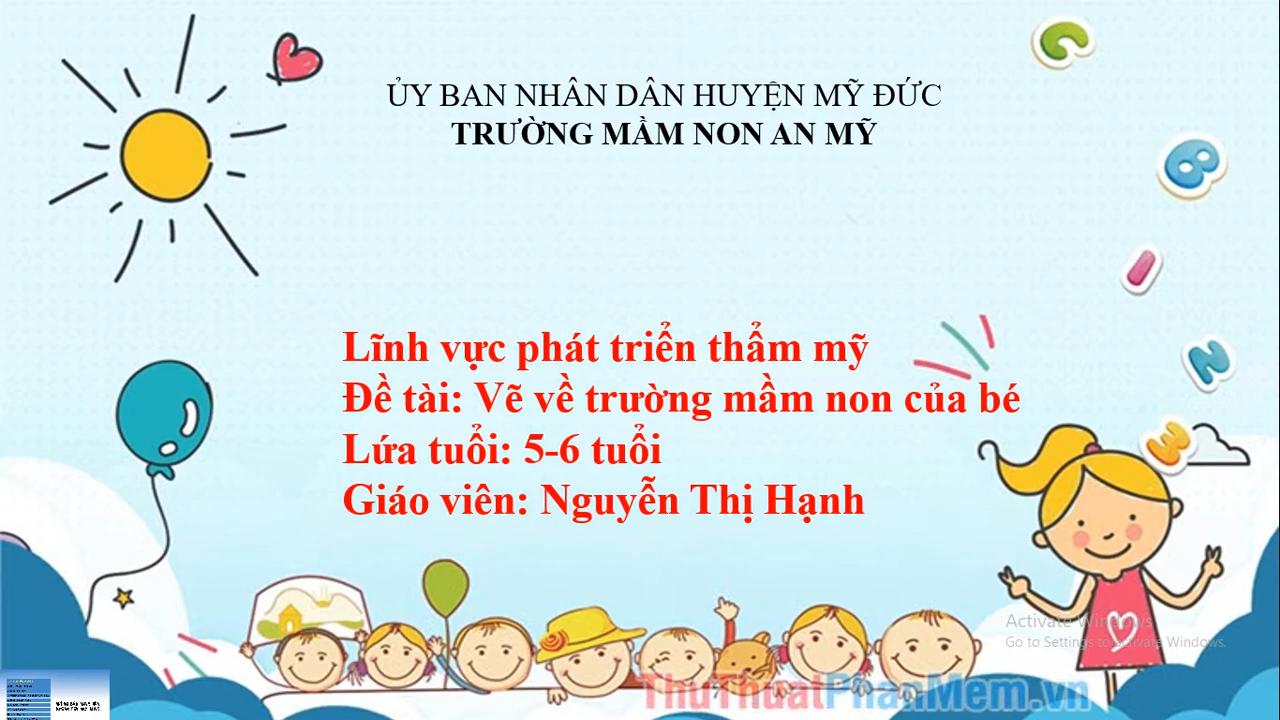 ỦY BAN NHÂN DÂN HUYỆN MỸ ĐỨC
TRƯỜNG MẦM NON AN MỸ
Lĩnh vực phát triển thẩm mỹ
Đề tài: Vẽ về trường mầm non của bé
Lứa tuổi: 5-6 tuổi
Giáo viên: Nguyễn Thị Hạnh
Activate Windows
Go to Settings to Activate Windows.
ThuThuatPhanMem.vn